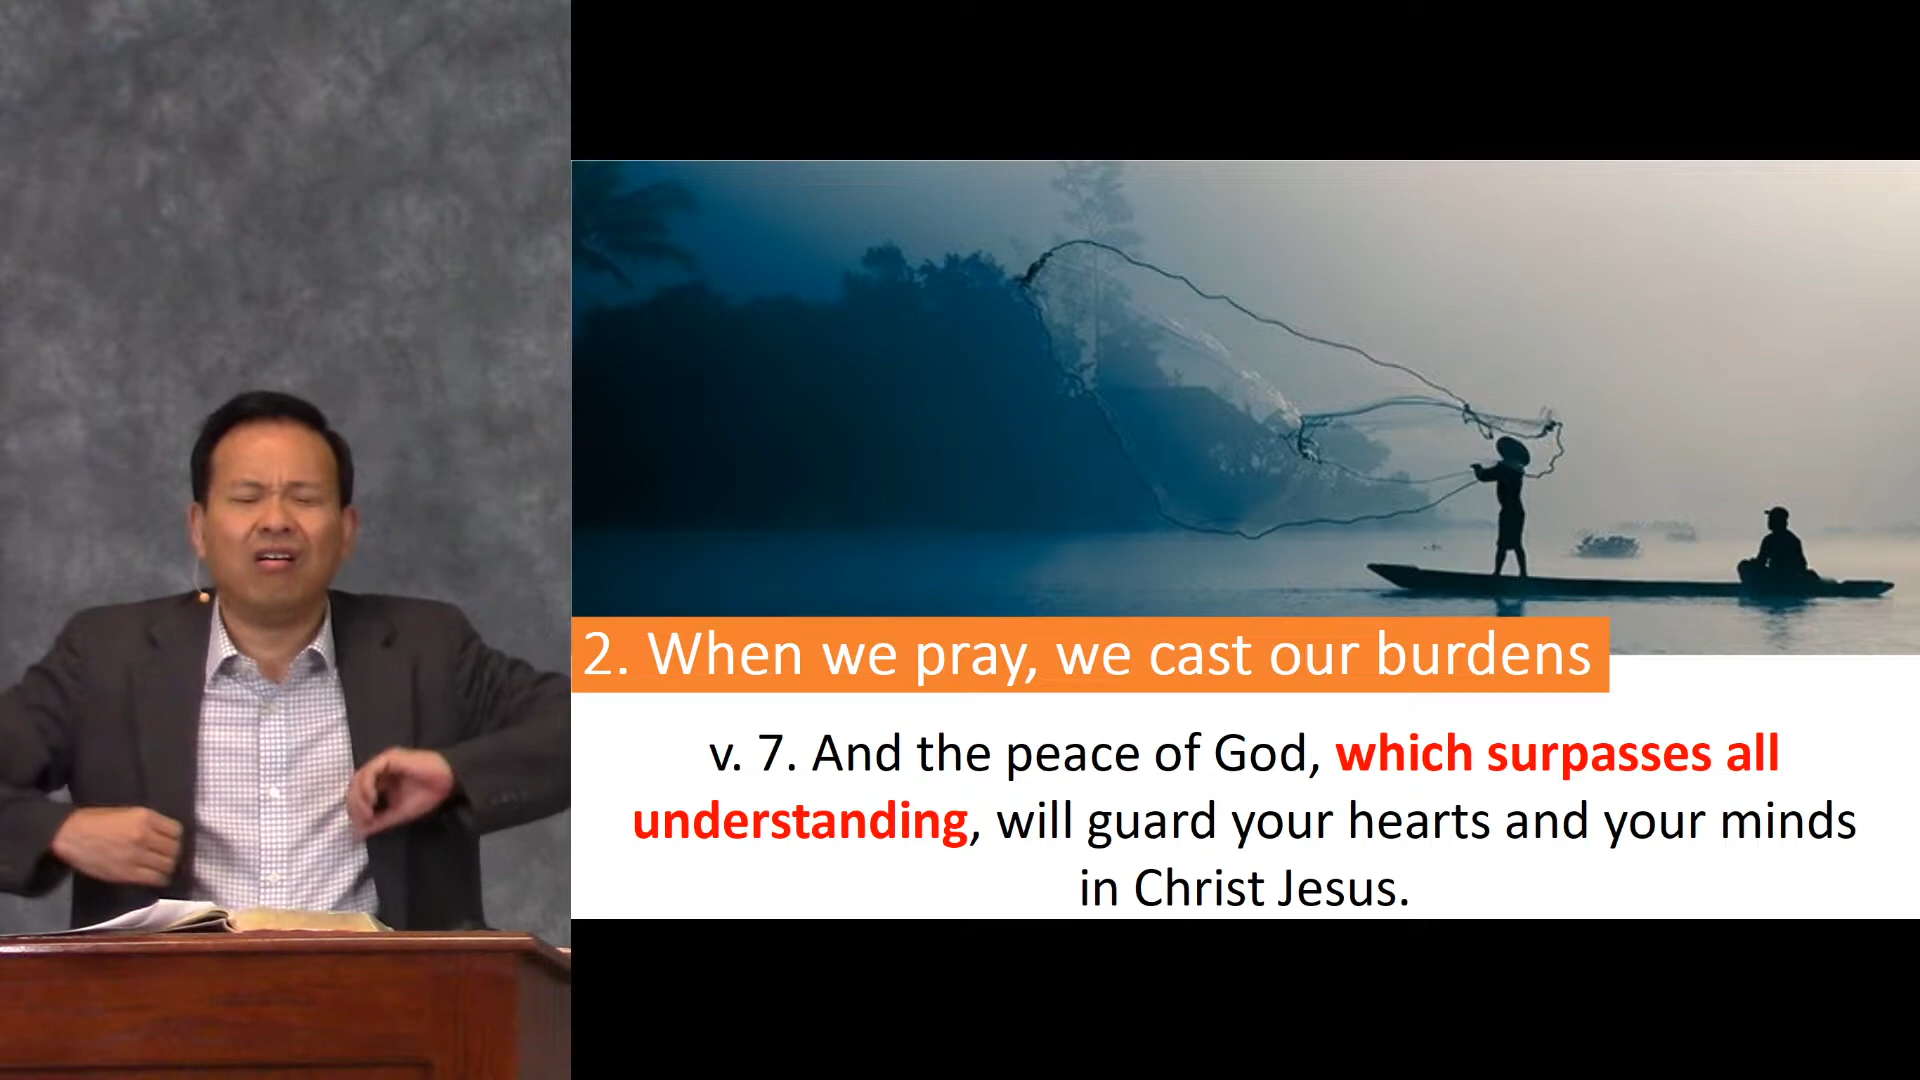 2. When we pray, we cast our burdens
v. 7. And the peace of God, which surpasses all
understanding, will guard your hearts and your minds
in Christ Jesus.